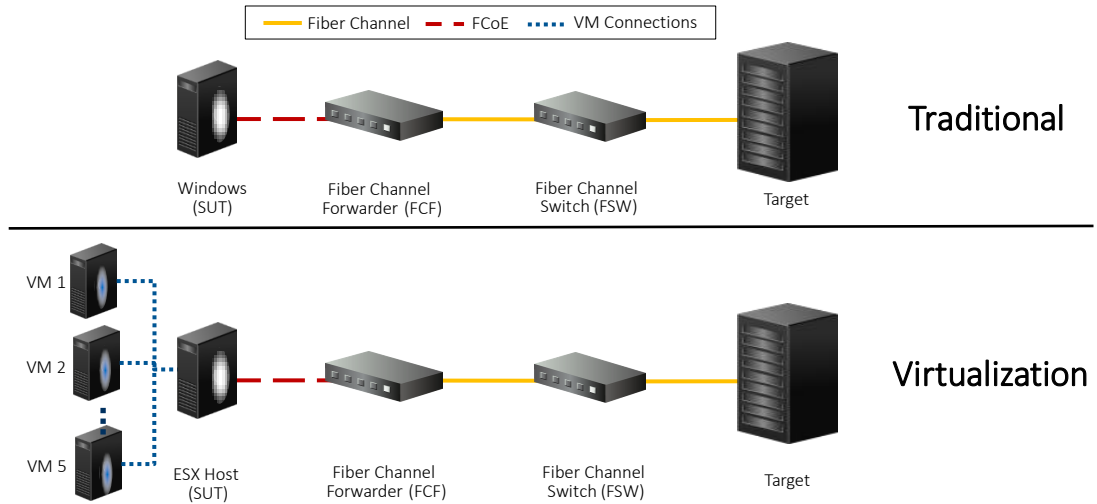 Fiber Channel FCoE VM Connections
Traditional
Windows
(SUT)
Fiber Channel
Forwarder (FCF)
Fiber Channel
Switch (FSW)
Target
VM 1
VM 2
VM 5
Virtualization
ESX Host
(SUT)
Fiber Channel
Forwarder (FCF)
Fiber Channel
Switch (FSW)
Target